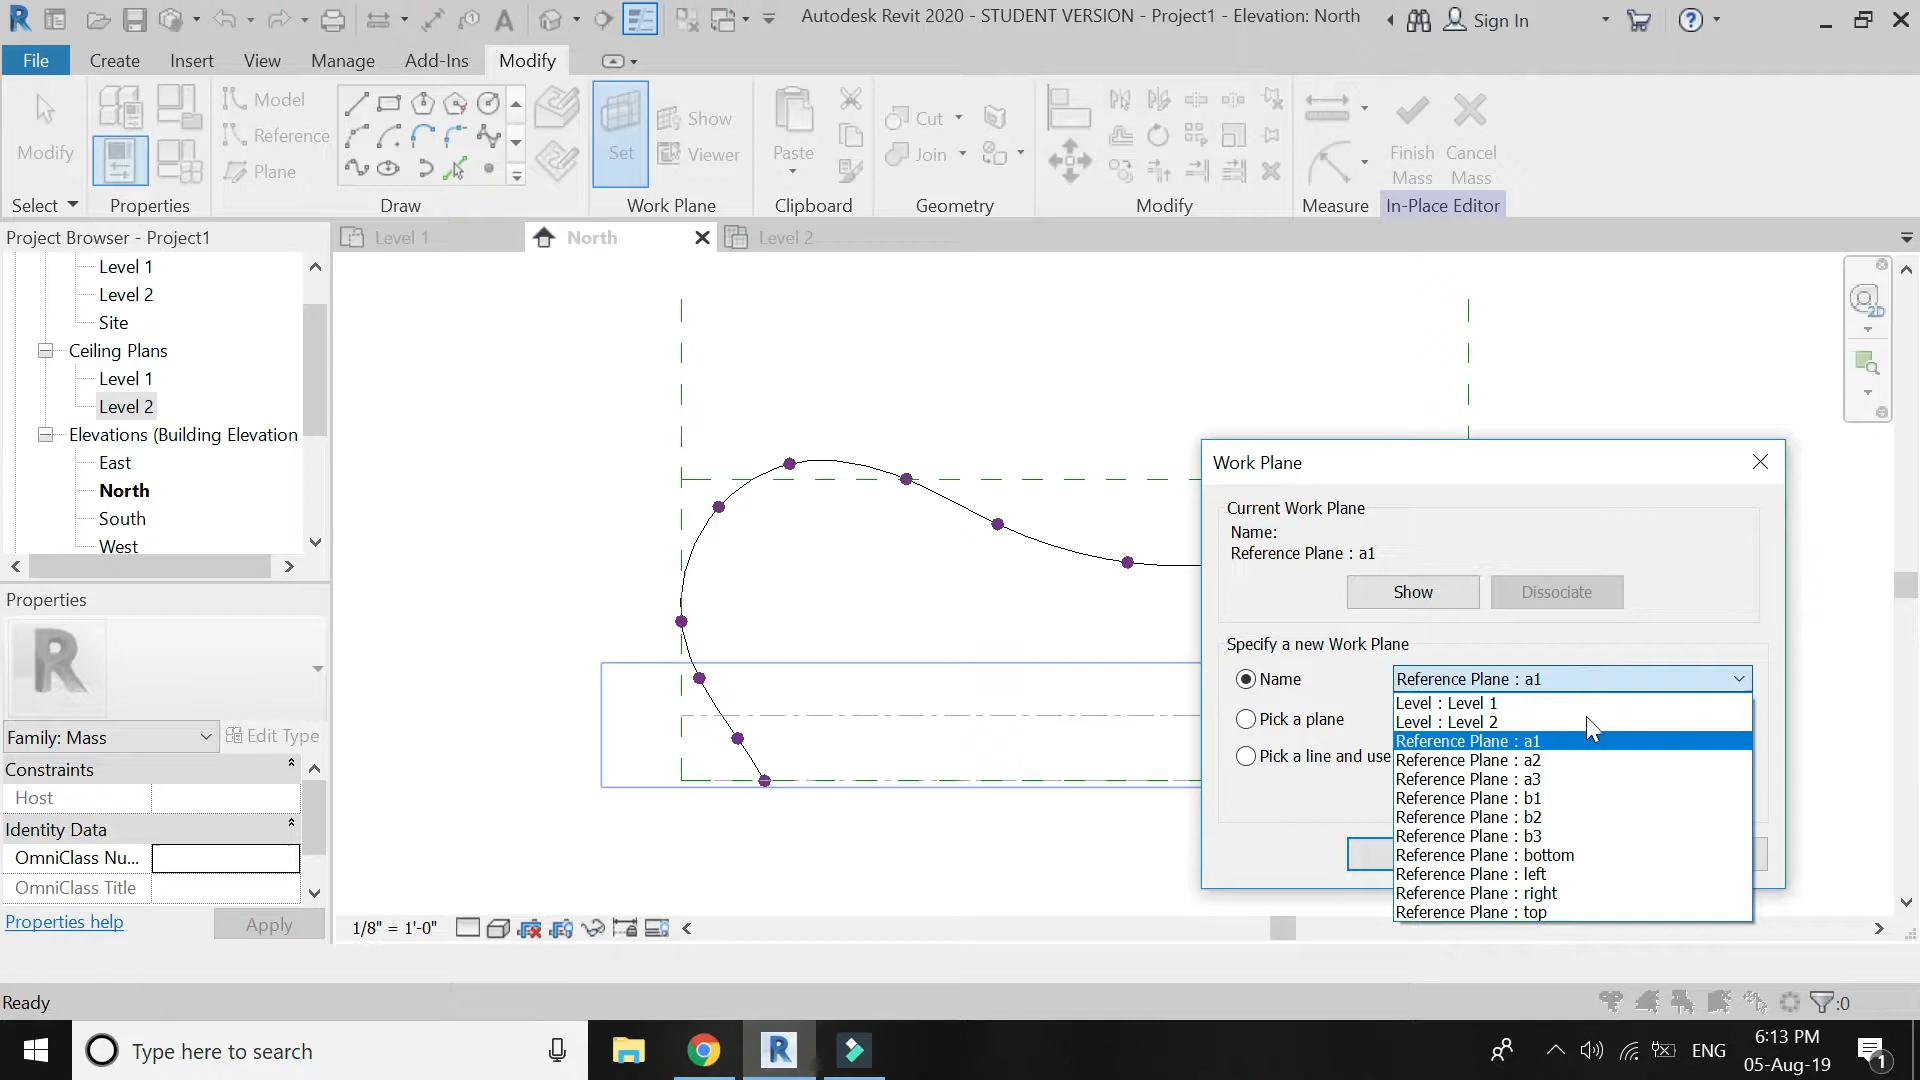 Autodesk Revit 2020 - STUDENT VERSION - Project1 - Elevation: North
Sign In
File
Create
Insert
View
Manage
Add-Ins
Modify
Modify
Model
Reference
Plane
Set
Show
Viewer
Paste
Cut
Join
Finish
Mass
Cancel
Mass
Select
Properties
Draw
Work Plane
Clipboard
Geometry
Modify
Measure
In-Place Editor
Project Browser - Project1
Level 1
North
Level 2
Level 1
Level 2
Site
Ceiling Plans
Level 1
Level 2
Elevations (Building Elevation
East
North
South
West
2D
Work Plane
Current Work Plane
Name:
Reference Plane : a1
Show
Dissociate
Specify a new Work Plane
Name
Reference Plane : a1
Pick a plane
Pick a line and use
Level : Level 1
Level : Level 2
Reference Plane : a1
Reference Plane : a2
Reference Plane : a3
Reference Plane : b1
Reference Plane : b2
Reference Plane : b3
Reference Plane : bottom
Reference Plane : left
Reference Plane : right
Reference Plane : top
Properties
R
Family: Mass
Edit Type
Constraints
Host
Identity Data
OmniClass Nu...
OmniClass Title
Properties help
Apply
1/8" = 1'-0"
Ready
:0
Type here to search
ENG
6:13 PM
05-Aug-19
1